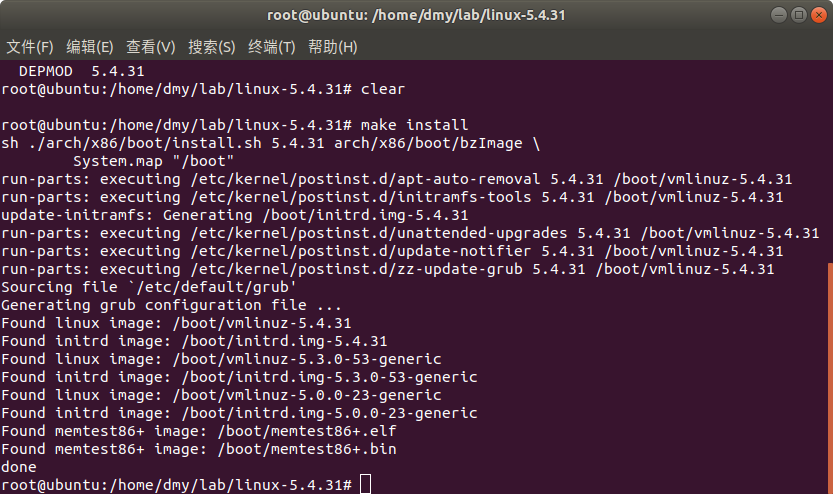 root@ubuntu: /home/dmy/lab/linux-5.4.31
文件(F) 编辑(E) 查看(V) 搜索(S) 终端(T) 帮助(H)
  DEPMOD  5.4.31
root@ubuntu:/home/dmy/lab/linux-5.4.31# clear
root@ubuntu:/home/dmy/lab/linux-5.4.31# make install
sh ./arch/x86/boot/install.sh 5.4.31 arch/x86/boot/bzImage \
        System.map "/boot"
run-parts: executing /etc/kernel/postinst.d/apt-auto-removal 5.4.31 /boot/vmlinuz-5.4.31
run-parts: executing /etc/kernel/postinst.d/initramfs-tools 5.4.31 /boot/vmlinuz-5.4.31
update-initramfs: Generating /boot/initrd.img-5.4.31
run-parts: executing /etc/kernel/postinst.d/unattended-upgrades 5.4.31 /boot/vmlinuz-5.4.31
run-parts: executing /etc/kernel/postinst.d/update-notifier 5.4.31 /boot/vmlinuz-5.4.31
run-parts: executing /etc/kernel/postinst.d/zz-update-grub 5.4.31 /boot/vmlinuz-5.4.31
Sourcing file `/etc/default/grub'
Generating grub configuration file ...
Found linux image: /boot/vmlinuz-5.4.31
Found initrd image: /boot/initrd.img-5.4.31
Found linux image: /boot/vmlinuz-5.3.0-53-generic
Found initrd image: /boot/initrd.img-5.3.0-53-generic
Found linux image: /boot/vmlinuz-5.0.0-23-generic
Found initrd image: /boot/initrd.img-5.0.0-23-generic
Found memtest86+ image: /boot/memtest86+.elf
Found memtest86+ image: /boot/memtest86+.bin
done
root@ubuntu:/home/dmy/lab/linux-5.4.31#